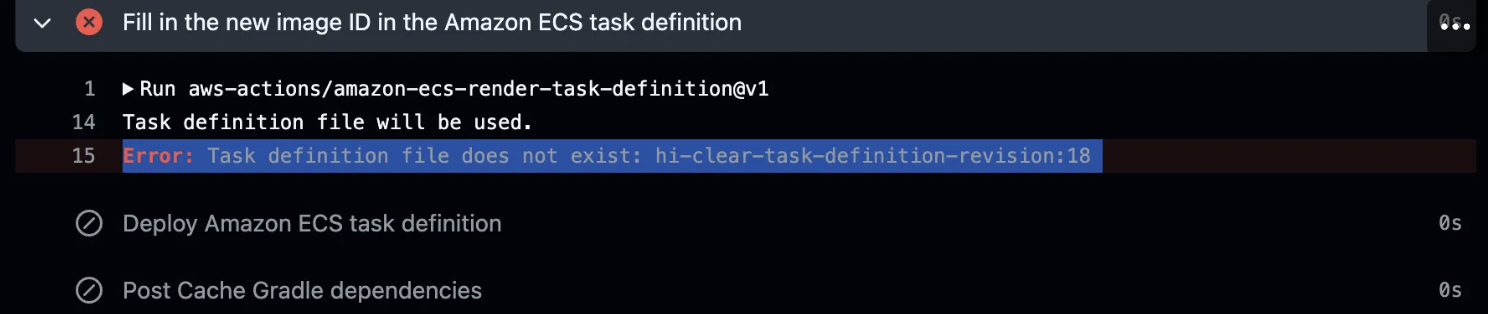 Fill in the new image ID in the Amazon ECS task definition
1 Run aws-actions/amazon-ecs-render-task-definition@v1
14 Task definition file will be used.
15 Error: Task definition file does not exist: hi-clear-task-definition-revision:18
Deploy Amazon ECS task definition 0s
Post Cache Gradle dependencies 0s